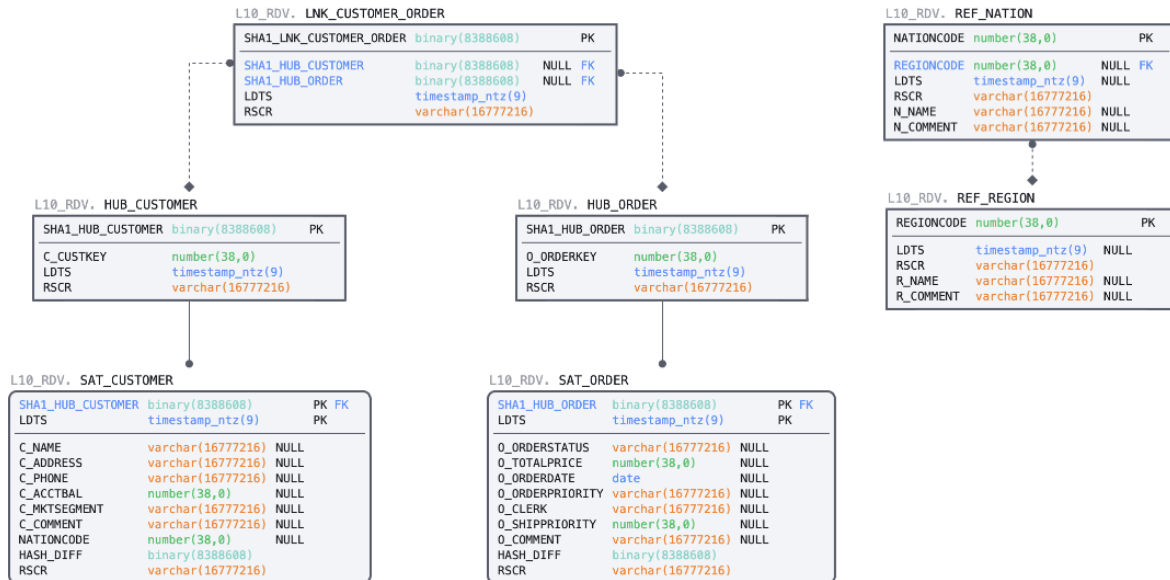 L10_RDV. LNK_CUSTOMER_ORDER
SHA1_LNK_CUSTOMER_ORDER binary(8388608) PK
SHA1_HUB_CUSTOMER binary(8388608) NULL FK
SHA1_HUB_ORDER binary(8388608) NULL FK
LDTS timestamp_ntz(9)
RSCR varchar(16777216)
L10_RDV. REF_NATION
NATIONCODE number(38,0) PK
REGIONCODE number(38,0) NULL FK
LDTS timestamp_ntz(9) NULL
RSCR varchar(16777216)
N_NAME varchar(16777216) NULL
N_COMMENT varchar(16777216) NULL
L10_RDV. HUB_CUSTOMER
SHA1_HUB_CUSTOMER binary(8388608) PK
C_CUSTKEY number(38,0)
LDTS timestamp_ntz(9)
RSCR varchar(16777216)
L10_RDV. HUB_ORDER
SHA1_HUB_ORDER binary(8388608) PK
O_ORDERKEY number(38,0)
LDTS timestamp_ntz(9)
RSCR varchar(16777216)
L10_RDV. REF_REGION
REGIONCODE number(38,0) PK
LDTS timestamp_ntz(9) NULL
RSCR varchar(16777216)
R_NAME varchar(16777216) NULL
R_COMMENT varchar(16777216) NULL
L10_RDV. SAT_CUSTOMER
SHA1_HUB_CUSTOMER binary(8388608) PK FK
LDTS timestamp_ntz(9) PK
C_NAME varchar(16777216) NULL
C_ADDRESS varchar(16777216) NULL
C_PHONE varchar(16777216) NULL
C_ACCTBAL number(38,0) NULL
C_MKTSEGMENT varchar(16777216) NULL
C_COMMENT varchar(16777216) NULL
NATIONCODE number(38,0) NULL
HASH_DIFF binary(8388608)
RSCR varchar(16777216)
L10_RDV. SAT_ORDER
SHA1_HUB_ORDER binary(8388608) PK FK
LDTS timestamp_ntz(9) PK
O_ORDERSTATUS varchar(16777216) NULL
O_TOTALPRICE number(38,0) NULL
O_ORDERDATE date NULL
O_ORDERPRIORITY varchar(16777216) NULL
O_CLERK varchar(16777216) NULL
O_SHIPPRIORITY number(38,0) NULL
O_COMMENT varchar(16777216) NULL
HASH_DIFF binary(8388608)
RSCR varchar(16777216)